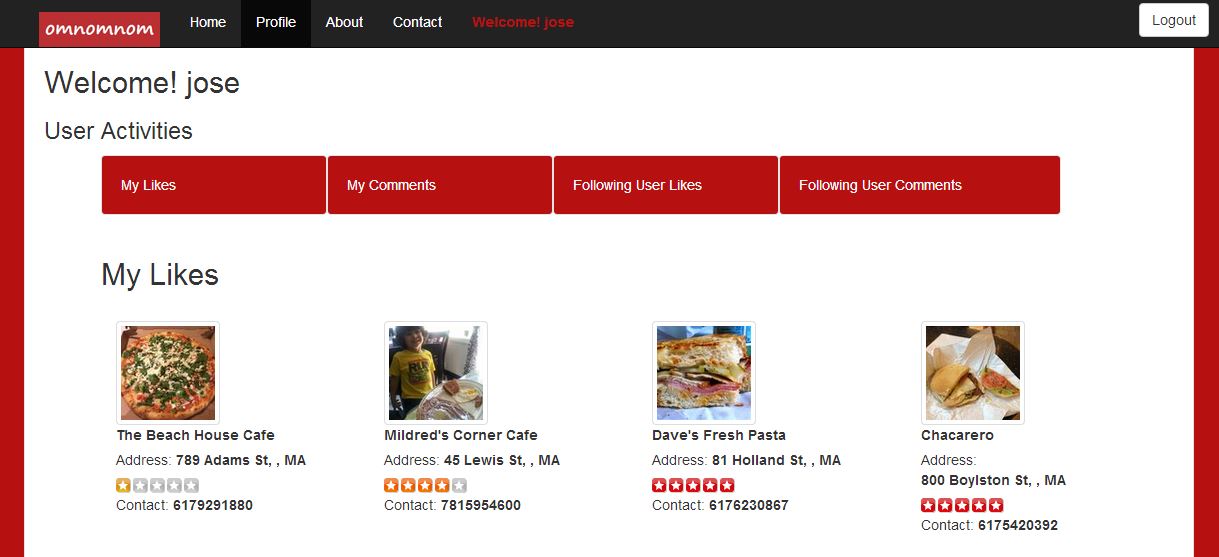 omnomnom Home Profile About Contact Welcome! jose Logout
Welcome! jose
User Activities
My Likes My Comments Following User Likes Following User Comments
My Likes
The Beach House Cafe
Address: 789 Adams St, , MA
Contact: 6179291880
Mildred's Corner Cafe
Address: 45 Lewis St, , MA
Contact: 7815954600
Dave's Fresh Pasta
Address: 81 Holland St, , MA
Contact: 6176230867
Chacarero
Address:
800 Boylston St, , MA
Contact: 6175420392